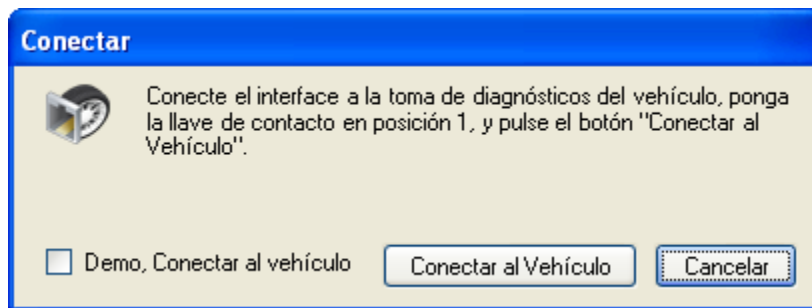 Conectar
Conecte el interface a la toma de diagnósticos del vehículo, ponga
la llave de contacto en posición 1, y pulse el botón "Conectar al
Vehículo".
Demo, Conectar al vehículo
Conectar al Vehículo
Cancelar